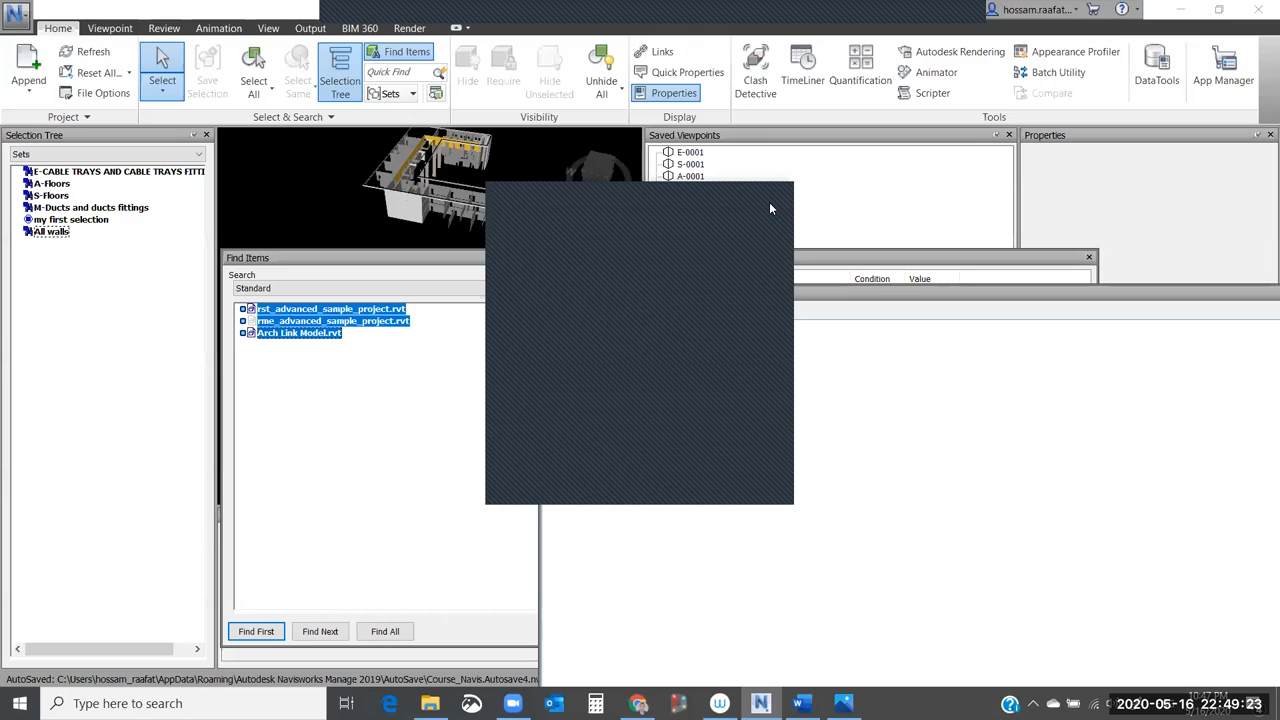 hossam.raafat...
Home Viewpoint Review Animation View Output BIM 360 Render
Append
Refresh
Reset All...
File Options
Project
Select
Save Selection
Select All
Select Same
Selection Tree
Find Items
Quick Find
Sets
Select & Search
Hide
Require
Hide Unselected
Unhide All
Visibility
Links
Quick Properties
Properties
Display
Clash Detective
TimeLiner
Quantification
Autodesk Rendering
Animator
Scripter
Appearance Profiler
Batch Utility
Compare
DataTools
App Manager
Tools
Selection Tree
Sets
E-CABLE TRAYS AND CABLE TRAYS FITTI
A-Floors
S-Floors
M-Ducts and ducts fittings
my first selection
All walls
Saved Viewpoints
E-0001
S-0001
A-0001
Properties
Find Items
Search
Standard
rst_advanced_sample_project.rvt
rme_advanced_sample_project.rvt
Arch Link Model.rvt
Condition Value
Find First Find Next Find All
AutoSaved: C:\Users\hossam_raafat\AppData\Roaming\Autodesk Navisworks Manage 2019\AutoSave\Course_Navis.Autosave4.n
Type here to search
10:47 PM
2020-05-16 22:49:23